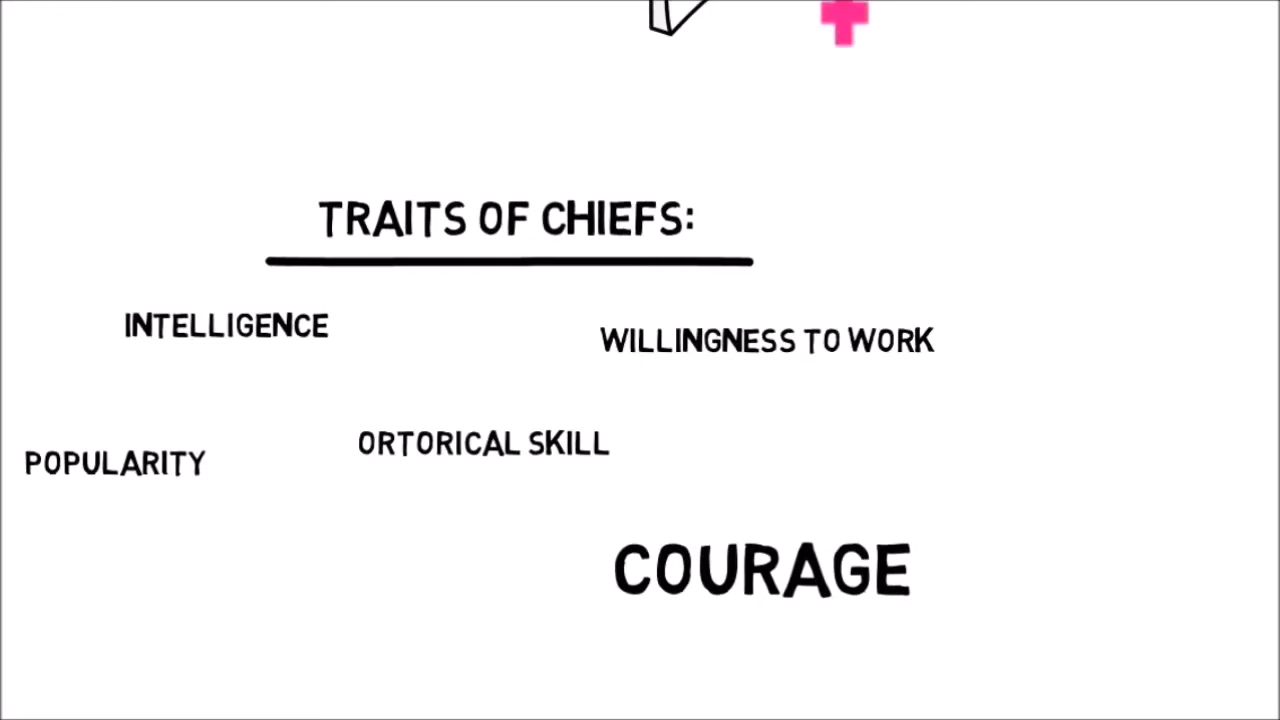 TRAITS OF CHIEFS:
INTELLIGENCE
WILLINGNESS TO WORK
POPULARITY
ORTORICAL SKILL
COURAGE